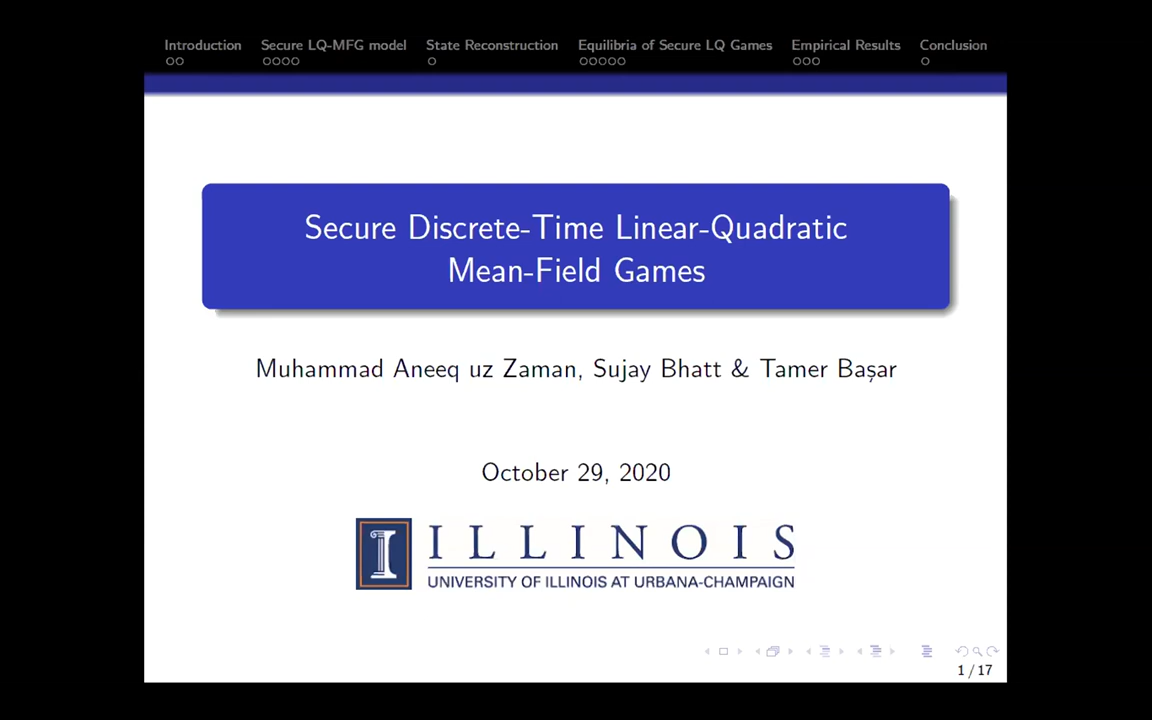 Introduction Secure LQ-MFG model State Reconstruction Equilibria of Secure LQ Games Empirical Results Conclusion
Secure Discrete-Time Linear-Quadratic
Mean-Field Games
Muhammad Aneeq uz Zaman, Sujay Bhatt & Tamer Başar
October 29, 2020
I ILLINOIS
UNIVERSITY OF ILLINOIS AT URBANA-CHAMPAIGN
1 / 17